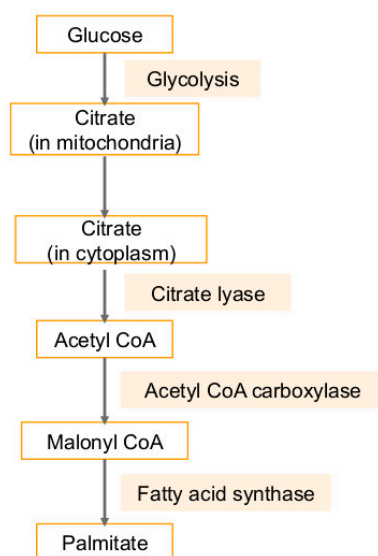 Glucose
Glycolysis
Citrate
(in mitochondria)
Citrate
(in cytoplasm)
Citrate lyase
Acetyl CoA
Acetyl CoA carboxylase
Malonyl CoA
Fatty acid synthase
Palmitate